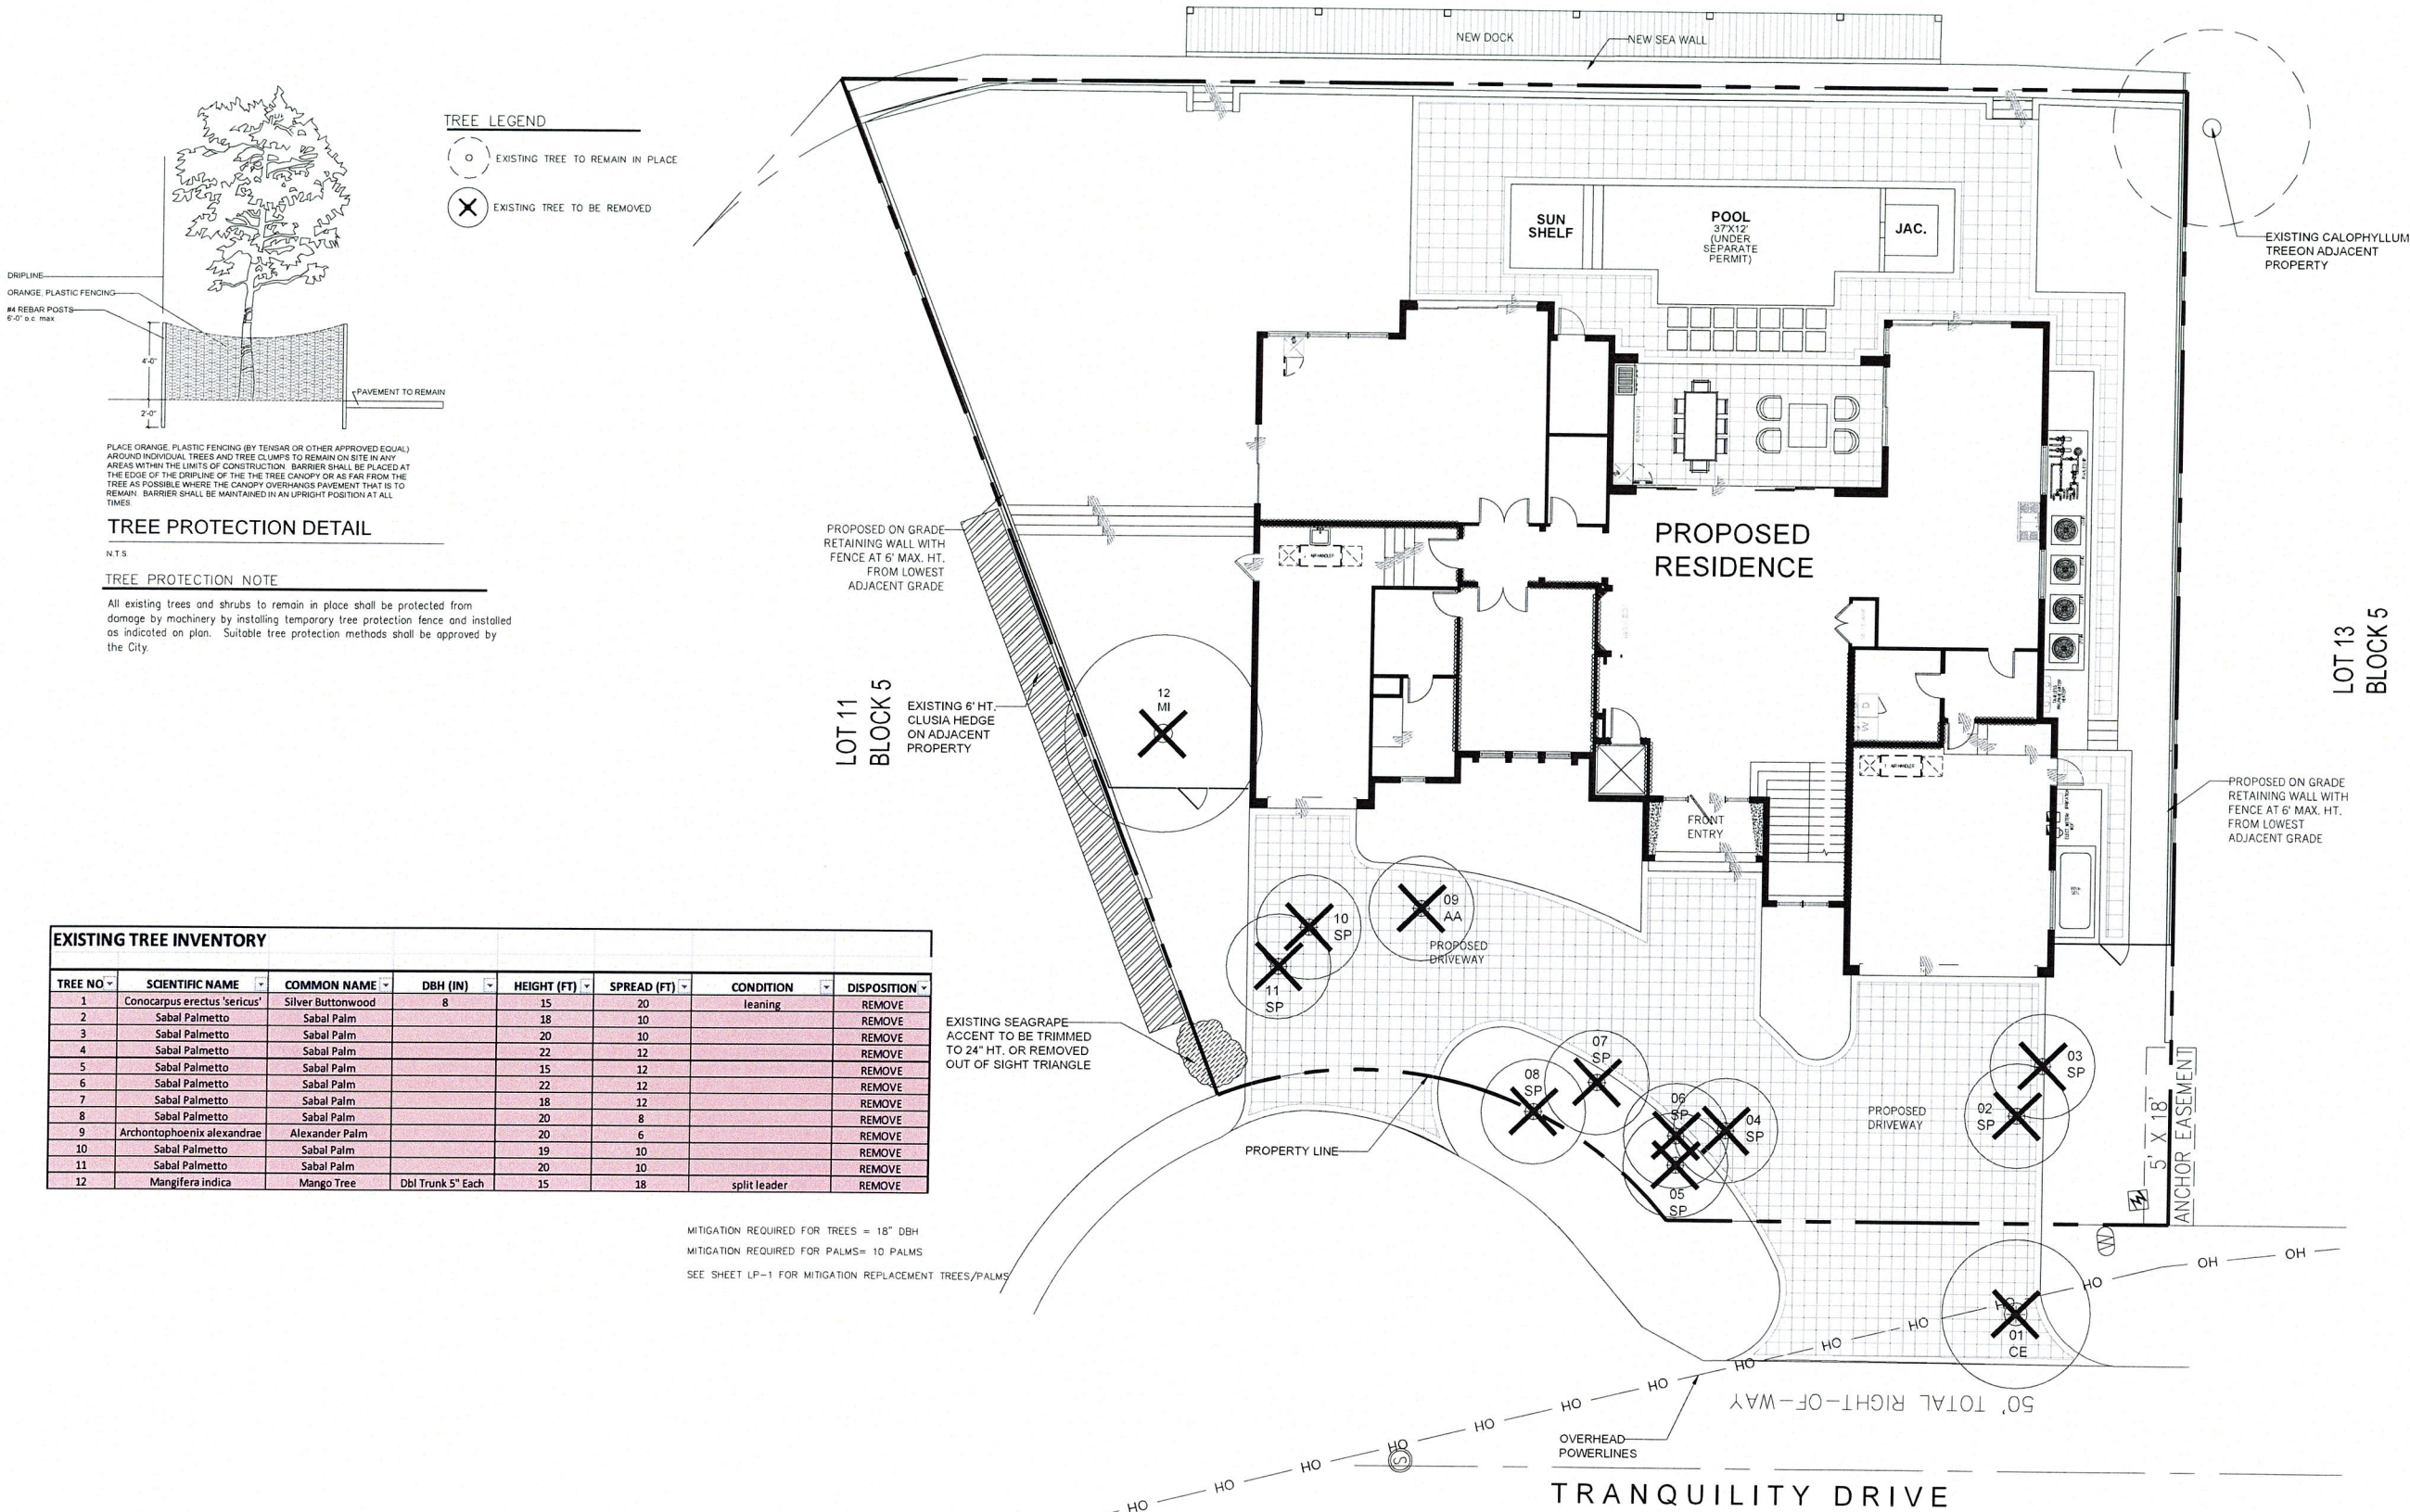 NEW DOCK
NEW SEA WALL
TREE LEGEND
EXISTING TREE TO REMAIN IN PLACE
EXISTING TREE TO BE REMOVED
DRIPLINE
ORANGE, PLASTIC FENCING
#4 REBAR POSTS
6'-0" o.c. max
4'-0"
2'-0"
PAVEMENT TO REMAIN
PLACE ORANGE, PLASTIC FENCING (BY TENSAR OR OTHER APPROVED EQUAL)
AROUND INDIVIDUAL TREES AND TREE CLUMPS TO REMAIN ON SITE IN ANY
AREAS WITHIN THE LIMITS OF CONSTRUCTION. BARRIER SHALL BE PLACED AT
THE EDGE OF THE DRIPLINE OF THE THE TREE CANOPY OR AS FAR FROM THE
TREE AS POSSIBLE WHERE THE CANOPY OVERHANGS PAVEMENT THAT IS TO
REMAIN. BARRIER SHALL BE MAINTAINED IN AN UPRIGHT POSITION AT ALL
TIMES.
TREE PROTECTION DETAIL
N.T.S
TREE PROTECTION NOTE
All existing trees and shrubs to remain in place shall be protected from
damage by machinery by installing temporary tree protection fence and installed
as indicated on plan. Suitable tree protection methods shall be approved by
the City.
SUN
SHELF
POOL
37'X12'
(UNDER
SEPARATE
PERMIT)
JAC.
EXISTING CALOPHYLLUM
TREEON ADJACENT
PROPERTY
PROPOSED ON GRADE
RETAINING WALL WITH
FENCE AT 6' MAX. HT.
FROM LOWEST
ADJACENT GRADE
AIR HANDLER
PROPOSED
RESIDENCE
LOT 13
BLOCK 5
LOT 11
BLOCK 5
EXISTING 6' HT.
CLUSIA HEDGE
ON ADJACENT
PROPERTY
12
MI
W D
AIR HANDLER
FRONT
ENTRY
PROPOSED ON GRADE
RETAINING WALL WITH
FENCE AT 6' MAX. HT.
FROM LOWEST
ADJACENT GRADE
10
SP
09
AA
PROPOSED
DRIVEWAY
11
SP
EXISTING SEAGRAPE
ACCENT TO BE TRIMMED
TO 24" HT. OR REMOVED
OUT OF SIGHT TRIANGLE
07
SP
08
SP
06
SP
04
SP
05
SP
03
SP
02
SP
PROPOSED
DRIVEWAY
5' X 18'
ANCHOR EASEMENT
PROPERTY LINE
W
01
CE
EXISTING TREE INVENTORY
TREE NO SCIENTIFIC NAME COMMON NAME DBH (IN) HEIGHT (FT) SPREAD (FT) CONDITION DISPOSITION
1 Conocarpus erectus 'sericus' Silver Buttonwood 8 15 20 leaning REMOVE
2 Sabal Palmetto Sabal Palm 18 10 REMOVE
3 Sabal Palmetto Sabal Palm 20 10 REMOVE
4 Sabal Palmetto Sabal Palm 22 12 REMOVE
5 Sabal Palmetto Sabal Palm 15 12 REMOVE
6 Sabal Palmetto Sabal Palm 22 12 REMOVE
7 Sabal Palmetto Sabal Palm 18 12 REMOVE
8 Sabal Palmetto Sabal Palm 20 8 REMOVE
9 Archontophoenix alexandrae Alexander Palm 20 6 REMOVE
10 Sabal Palmetto Sabal Palm 19 10 REMOVE
11 Sabal Palmetto Sabal Palm 20 10 REMOVE
12 Mangifera indica Mango Tree Dbl Trunk 5" Each 15 18 split leader REMOVE
MITIGATION REQUIRED FOR TREES = 18" DBH
MITIGATION REQUIRED FOR PALMS= 10 PALMS
SEE SHEET LP-1 FOR MITIGATION REPLACEMENT TREES/PALMS
OH OH OH OH OH OH OH OH OH OH OH OH OH
50' TOTAL RIGHT-OF-WAY
OVERHEAD
POWERLINES
S
TRANQUILITY DRIVE